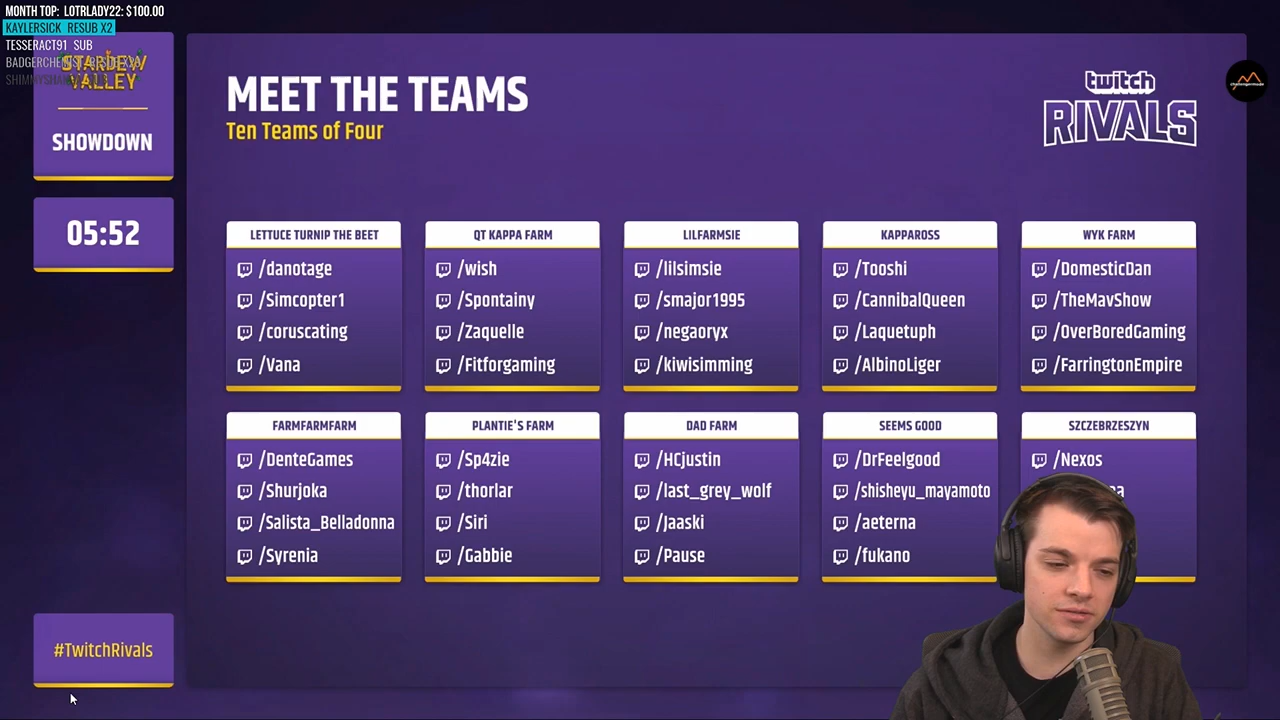 MONTH TOP: LOTRLADY22: $100.00
KAYLERSICK RESUB X2
TESSERACT91 SUB
STARDEW
VALLEY
SHOWDOWN
05:52
#TwitchRivals
MEET THE TEAMS
Ten Teams of Four
twitch
RIVALS
LETTUCE TURNIP THE BEET
/danotage
/Simcopter1
/coruscating
/Vana
QT KAPPA FARM
/wish
/Spontainy
/Zaquelle
/Fitforgaming
LILFARMSIE
/lilsimsie
/smajor1995
/negaoryx
/kiwisimming
KAPPAROSS
/Tooshi
/CannibalQueen
/Laquetuph
/AlbinoLiger
WYK FARM
/DomesticDan
/TheMavShow
/OverBoredGaming
/FarringtonEmpire
FARMFARMFARM
/DenteGames
/Shurjoka
/Salista_Belladonna
/Syrenia
PLANTIE'S FARM
/Sp4zie
/thorlar
/Siri
/Gabbie
DAD FARM
/HCjustin
/last_grey_wolf
/Jaaski
/Pause
SEEMS GOOD
/DrFeelgood
/shisheyu_mayamoto
/aeterna
/fukano
SZCZEBRZESZYN
/Nexos